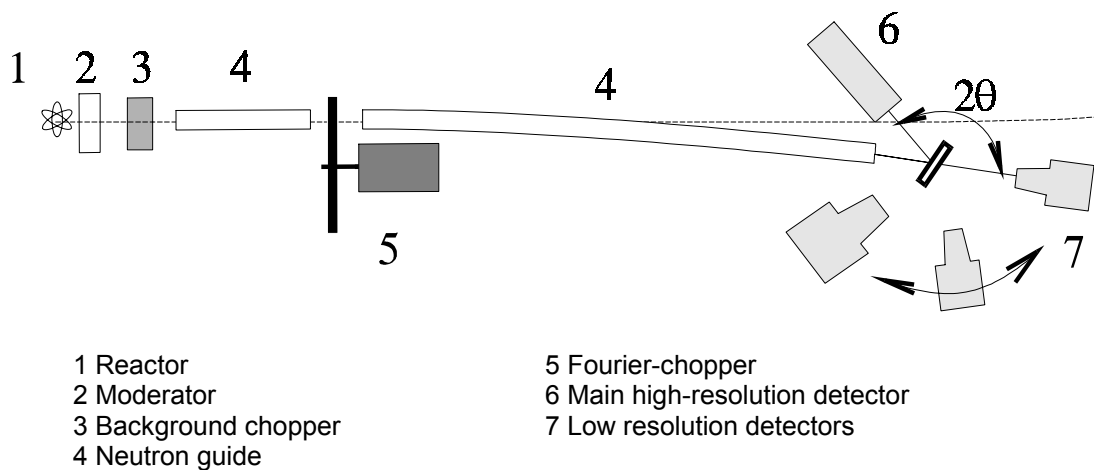 1 2 3 4 4 6
2θ
5 7
1 Reactor
2 Moderator
3 Background chopper
4 Neutron guide
5 Fourier-chopper
6 Main high-resolution detector
7 Low resolution detectors